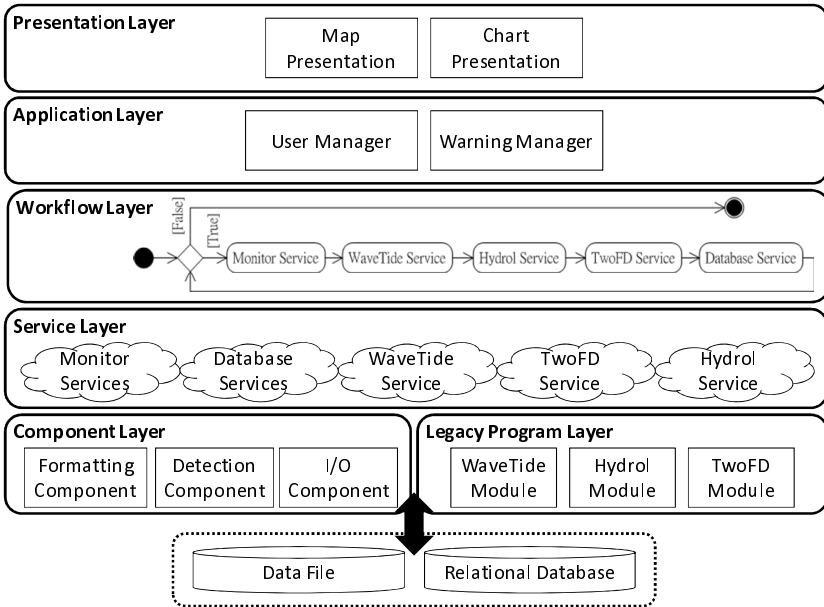 Presentation Layer
Map
Presentation
Chart
Presentation
Application Layer
User Manager
Warning Manager
Workflow Layer
[False]
[True]
Monitor Service
WaveTide Service
Hydrol Service
TwoFD Service
Database Service
Service Layer
Monitor
Services
Database
Services
WaveTide
Service
TwoFD
Service
Hydrol
Service
Component Layer
Formatting
Component
Detection
Component
I/O
Component
Legacy Program Layer
WaveTide
Module
Hydrol
Module
TwoFD
Module
Data File
Relational Database